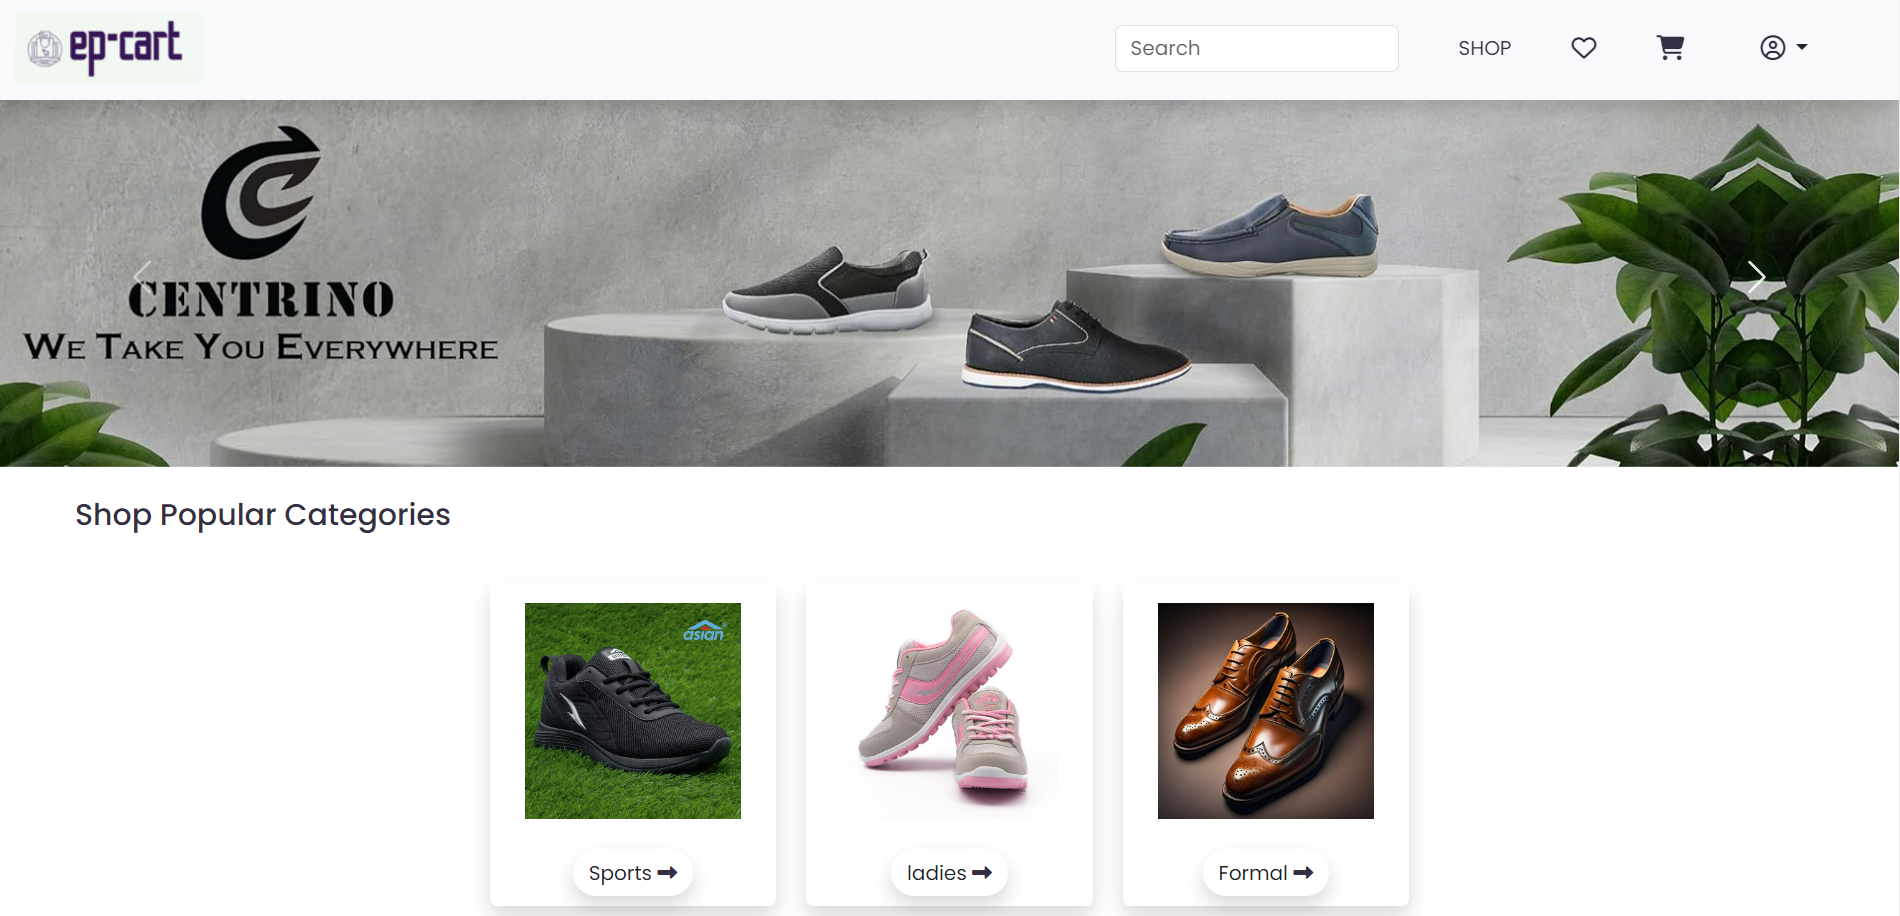 ep-cart
Search
SHOP
CENTRINO
WE TAKE YOU EVERYWHERE
Shop Popular Categories
asian
Sports
ladies
Formal